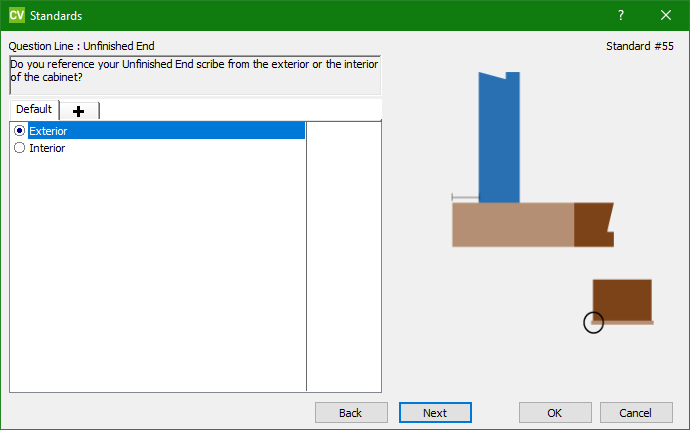 CV Standards ?
Question Line : Unfinished End
Standard #55
Do you reference your Unfinished End scribe from the exterior or the interior
of the cabinet?
Default
Exterior
Interior
Back Next OK Cancel